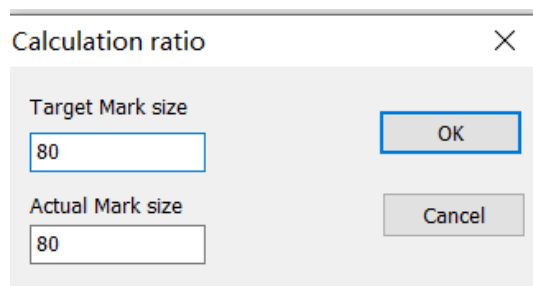 Calculation ratio
Target Mark size
80
OK
Actual Mark size
80
Cancel